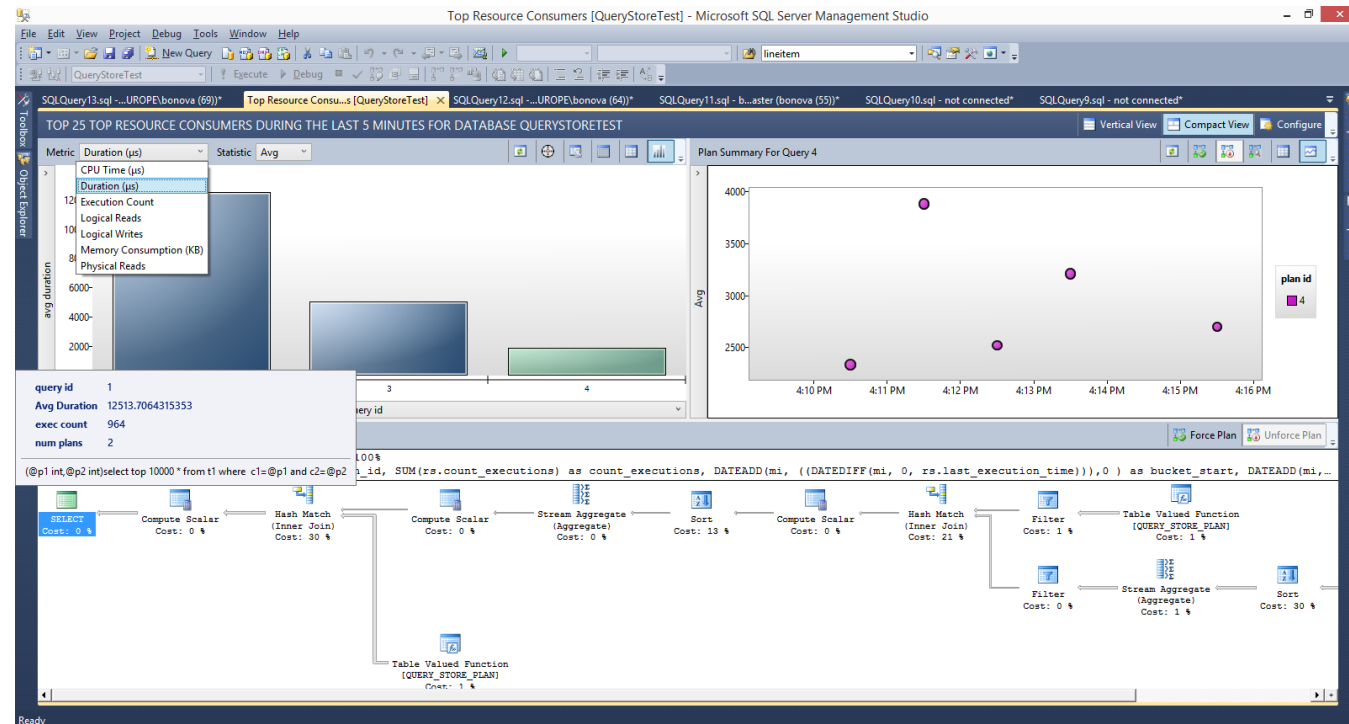 Top Resource Consumers [QueryStoreTest] - Microsoft SQL Server Management Studio
File Edit View Project Debug Tools Window Help
New Query lineitem
QueryStoreTest Execute Debug
SQLQuery13.sql -...UROPE\bonova (69))* Top Resource Consu...s [QueryStoreTest] SQLQuery12.sql -...UROPE\bonova (64))* SQLQuery11.sql - b...aster (bonova (55))* SQLQuery10.sql - not connected* SQLQuery9.sql - not connected*
Toolbox
Object Explorer
TOP 25 TOP RESOURCE CONSUMERS DURING THE LAST 5 MINUTES FOR DATABASE QUERYSTORETEST Vertical View Compact View Configure
Metric Duration (µs) Statistic Avg
CPU Time (µs)
Duration (µs)
Execution Count
Logical Reads
Logical Writes
Memory Consumption (KB)
Physical Reads
avg duration
6000
4000
2000
3 4
query id 1
Avg Duration 12513.7064315353
exec count 964
num plans 2
(@p1 int,@p2 int)select top 10000 * from t1 where c1=@p1 and c2=@p2
Plan Summary For Query 4
Avg
4000
3500
3000
2500
4:10 PM 4:11 PM 4:12 PM 4:13 PM 4:14 PM 4:15 PM 4:16 PM
plan id
4
Force Plan Unforce Plan
100%
n_id, SUM(rs.count_executions) as count_executions, DATEADD(mi, ((DATEDIFF(mi, 0, rs.last_execution_time))),0 ) as bucket_start, DATEADD(mi,...
SELECT
Cost: 0 %
Compute Scalar
Cost: 0 %
Hash Match
(Inner Join)
Cost: 30 %
Compute Scalar
Cost: 0 %
Stream Aggregate
(Aggregate)
Cost: 0 %
Sort
Cost: 13 %
Compute Scalar
Cost: 0 %
Hash Match
(Inner Join)
Cost: 21 %
Filter
Cost: 1 %
Table Valued Function
[QUERY_STORE_PLAN]
Cost: 1 %
Filter
Cost: 0 %
Stream Aggregate
(Aggregate)
Cost: 1 %
Sort
Cost: 30 %
Table Valued Function
[QUERY_STORE_PLAN]
Cost: 1 %
Ready